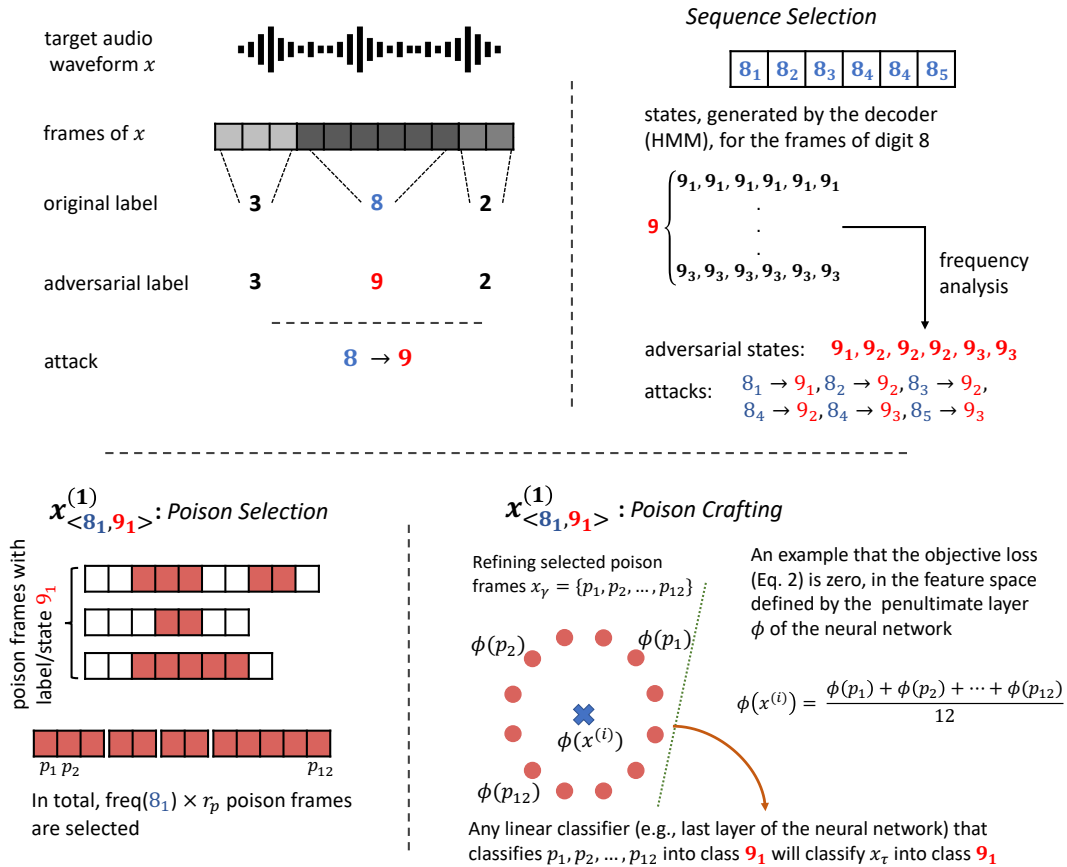 target audio
waveform x
frames of x
original label
3 8 2
adversarial label
3 9 2
attack
8 → 9
Sequence Selection
8₁ 8₂ 8₃ 8₄ 8₄ 8₅
states, generated by the decoder
(HMM), for the frames of digit 8
9₁, 9₁, 9₁, 9₁, 9₁, 9₁
.
.
9
.
9₃, 9₃, 9₃, 9₃, 9₃, 9₃
frequency
analysis
adversarial states: 9₁, 9₂, 9₂, 9₂, 9₃, 9₃
attacks: 8₁ → 9₁, 8₂ → 9₂, 8₃ → 9₂,
8₄ → 9₂, 8₄ → 9₃, 8₅ → 9₃
x^(1)_<8₁,9₁> : Poison Selection
poison frames with
label/state 9₁
p₁ p₂ p₁₂
In total, freq(8₁) × r_p poison frames
are selected
x^(1)_<8₁,9₁> : Poison Crafting
Refining selected poison
frames x_γ = {p₁, p₂, … , p₁₂}
ϕ(p₂) ϕ(p₁)
ϕ(x^(i))
ϕ(p₁₂)
An example that the objective loss
(Eq. 2) is zero, in the feature space
defined by the penultimate layer
ϕ of the neural network
ϕ(x^(i)) = ϕ(p₁) + ϕ(p₂) + ⋯ + ϕ(p₁₂)
12
Any linear classifier (e.g., last layer of the neural network) that
classifies p₁, p₂, … , p₁₂ into class 9₁ will classify x_τ into class 9₁